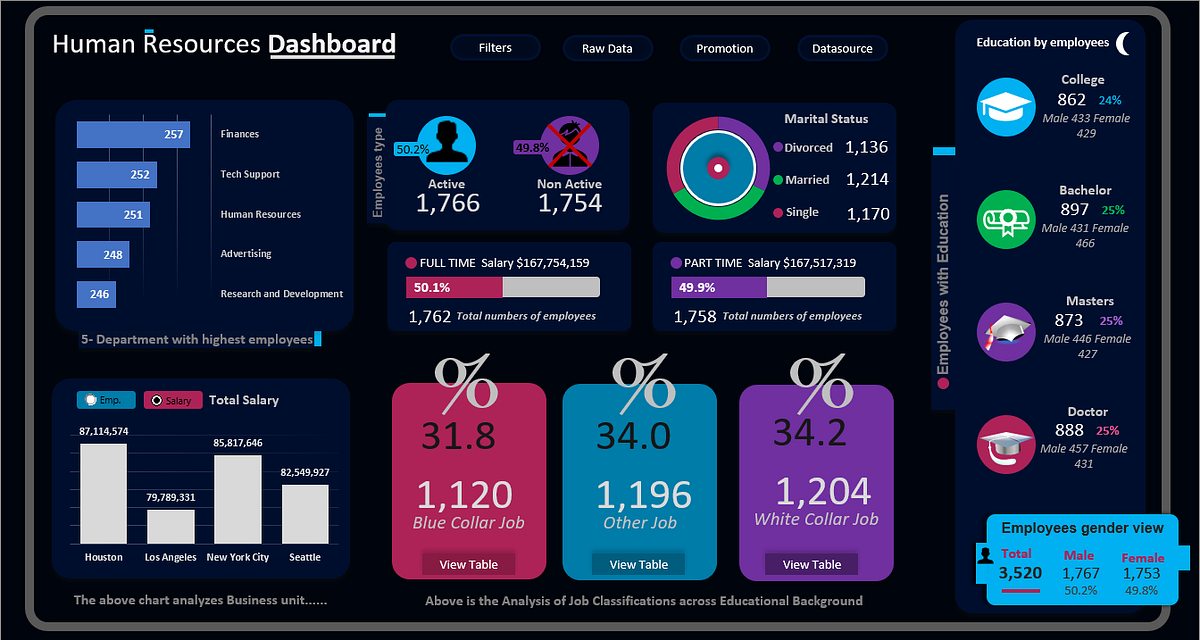 Human Resources Dashboard
Filters
Raw Data
Promotion
Datasource
257 Finances
252 Tech Support
251 Human Resources
248 Advertising
246 Research and Development
5- Department with highest employees
Employees type
50.2%
Active
1,766
49.8%
Non Active
1,754
Marital Status
Divorced 1,136
Married 1,214
Single 1,170
FULL TIME Salary $167,754,159
50.1%
1,762 Total numbers of employees
PART TIME Salary $167,517,319
49.9%
1,758 Total numbers of employees
Emp.
Salary
Total Salary
87,114,574
79,789,331
85,817,646
82,549,927
Houston
Los Angeles
New York City
Seattle
The above chart analyzes Business unit......
%
31.8
1,120
Blue Collar Job
View Table
%
34.0
1,196
Other Job
View Table
%
34.2
1,204
White Collar Job
View Table
Above is the Analysis of Job Classifications across Educational Background
Employees with Education
Education by employees
College
862 24%
Male 433 Female
429
Bachelor
897 25%
Male 431 Female
466
Masters
873 25%
Male 446 Female
427
Doctor
888 25%
Male 457 Female
431
Employees gender view
Total
3,520
Male
1,767
50.2%
Female
1,753
49.8%